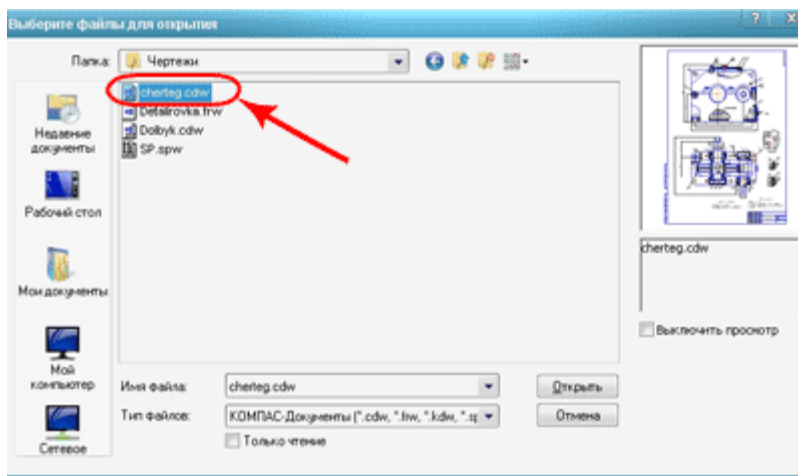 Выберите файлы для открытия
Папка:
Чертежи
cherteg.cdw
Detalirovka.frw
Dolbyk.cdw
SP.spw
Недавние документы
Рабочий стол
Мои документы
Мой компьютер
Сетевое
cherteg.cdw
Выключить просмотр
Имя файла:
cherteg.cdw
Открыть
Тип файлов:
КОМПАС-Документы (*.cdw, *.frw, *.kdw, *.sp
Отмена
Только чтение